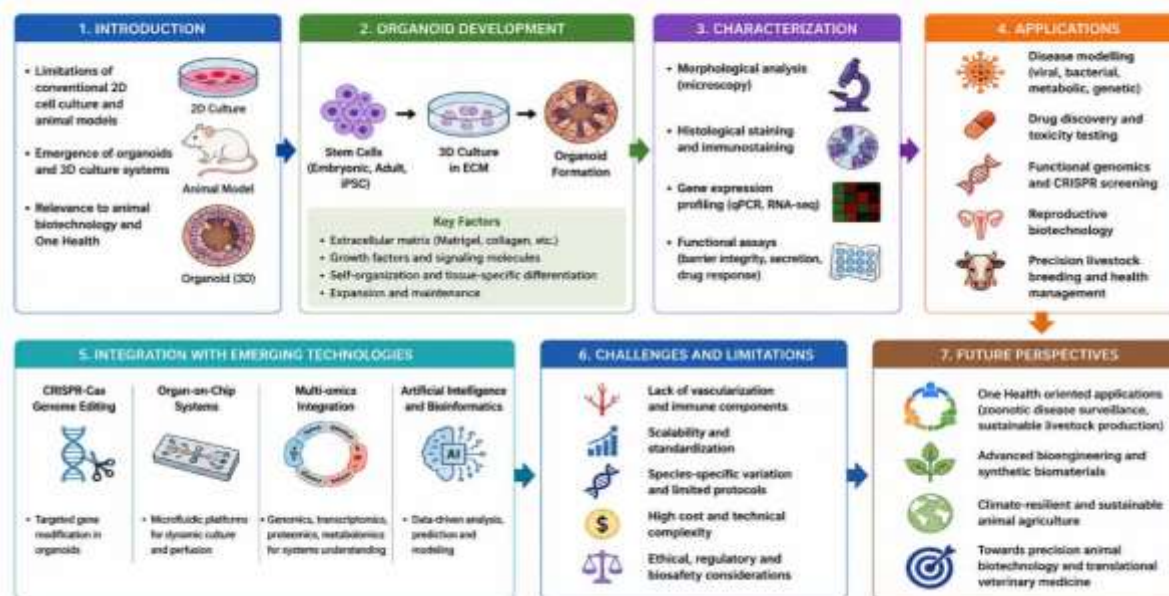 1. INTRODUCTION
• Limitations of
conventional 2D
cell culture and
animal models
• Emergence of organoids
and 3D culture systems
• Relevance to animal
biotechnology and
One Health
2D Culture
Animal Model
Organoid (3D)
2. ORGANOID DEVELOPMENT
Stem Cells
(Embryonic, Adult,
iPSC)
3D Culture
in ECM
Organoid
Formation
Key Factors
• Extracellular matrix (Matrigel, collagen, etc.)
• Growth factors and signaling molecules
• Self-organization and tissue-specific differentiation
• Expansion and maintenance
3. CHARACTERIZATION
• Morphological analysis
(microscopy)
• Histological staining
and immunostaining
• Gene expression
profiling (qPCR, RNA-seq)
• Functional assays
(barrier integrity, secretion,
drug response)
4. APPLICATIONS
Disease modelling
(viral, bacterial,
metabolic, genetic)
Drug discovery and
toxicity testing
Functional genomics
and CRISPR screening
Reproductive
biotechnology
Precision livestock
breeding and health
management
5. INTEGRATION WITH EMERGING TECHNOLOGIES
CRISPR-Cas
Genome Editing
• Targeted gene
modification in
organoids
Organ-on-Chip
Systems
• Microfluidic platforms
for dynamic culture
and perfusion
Multi-omics
Integration
• Genomics, transcriptomics,
proteomics, metabolomics
for systems understanding
Artificial Intelligence
and Bioinformatics
AI
• Data-driven analysis,
prediction and
modeling
6. CHALLENGES AND LIMITATIONS
Lack of vascularization
and immune components
Scalability and
standardization
Species-specific variation
and limited protocols
$
High cost and technical
complexity
Ethical, regulatory and
biosafety considerations
7. FUTURE PERSPECTIVES
One Health oriented applications
(zoonotic disease surveillance,
sustainable livestock production)
Advanced bioengineering and
synthetic biomaterials
Climate-resilient and sustainable
animal agriculture
Towards precision animal
biotechnology and translational
veterinary medicine